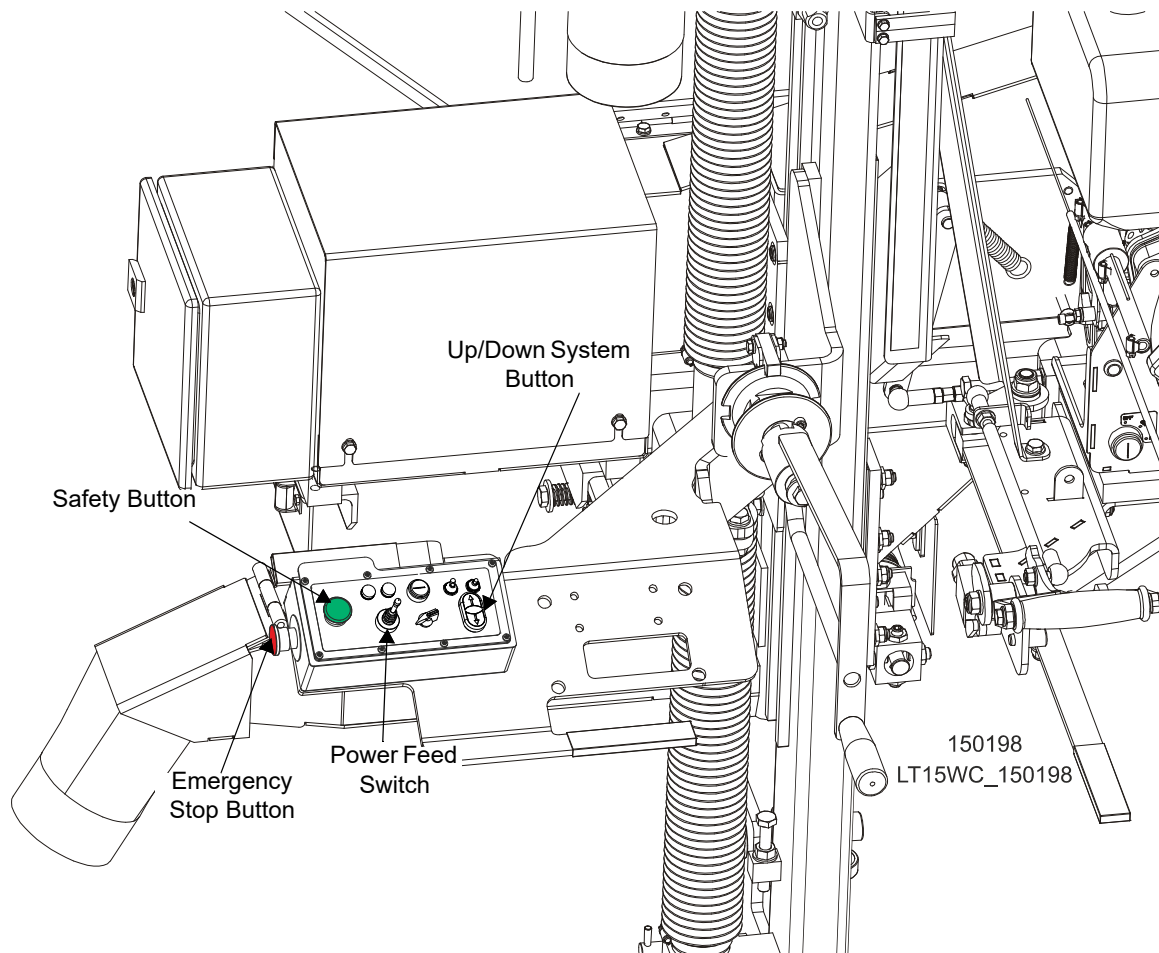 Up/Down System
Button
Safety Button
Power Feed
Switch
Emergency
Stop Button
150198
LT15WC_150198